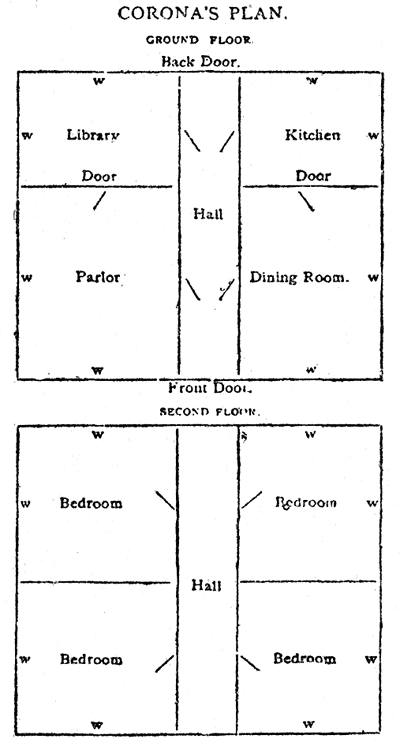 CORONA'S PLAN.
GROUND FLOOR.
Back Door.
W W
W Library Kitchen W
Door Door
Hall
W Parlor Dining Room. W
W W
Front Door.
SECOND FLOOR.
W W
W Bedroom Bedroom W
Hall
W Bedroom Bedroom W
W W